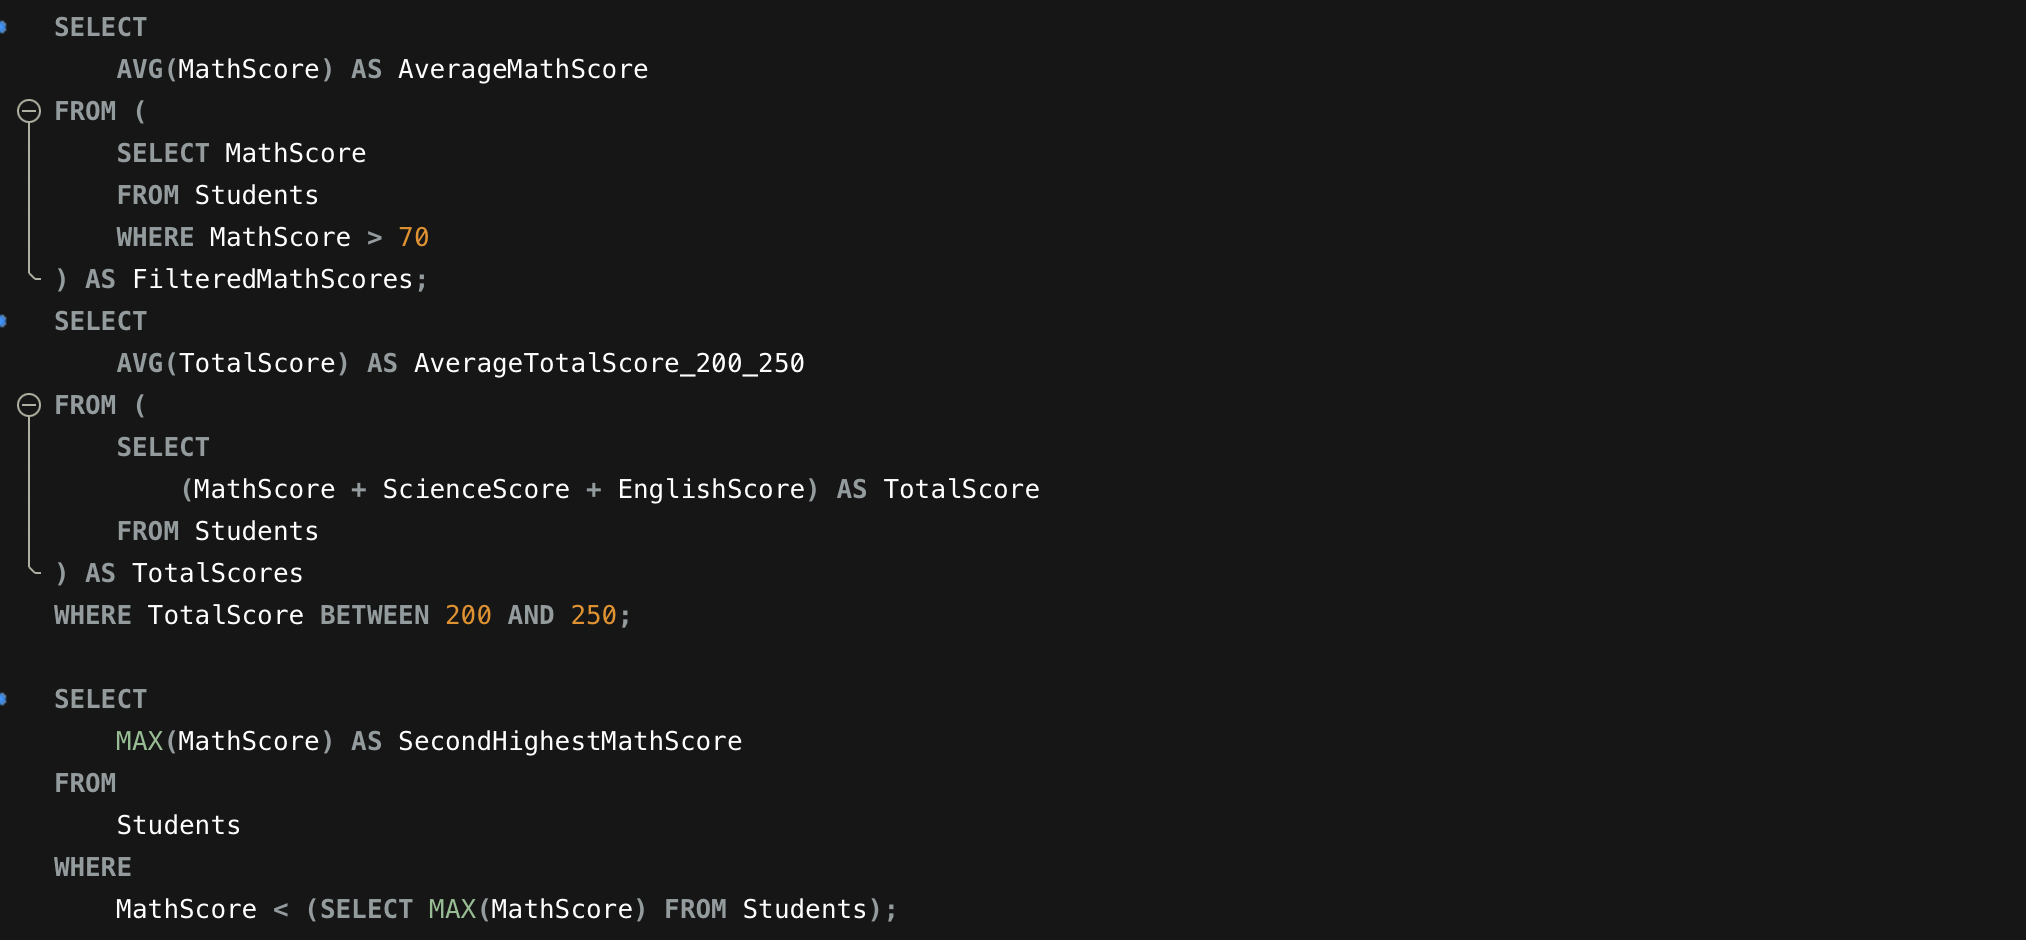 SELECT
    AVG(MathScore) AS AverageMathScore
FROM (
    SELECT MathScore
    FROM Students
    WHERE MathScore > 70
) AS FilteredMathScores;
SELECT
    AVG(TotalScore) AS AverageTotalScore_200_250
FROM (
    SELECT
        (MathScore + ScienceScore + EnglishScore) AS TotalScore
    FROM Students
) AS TotalScores
WHERE TotalScore BETWEEN 200 AND 250;

SELECT
    MAX(MathScore) AS SecondHighestMathScore
FROM
    Students
WHERE
    MathScore < (SELECT MAX(MathScore) FROM Students);